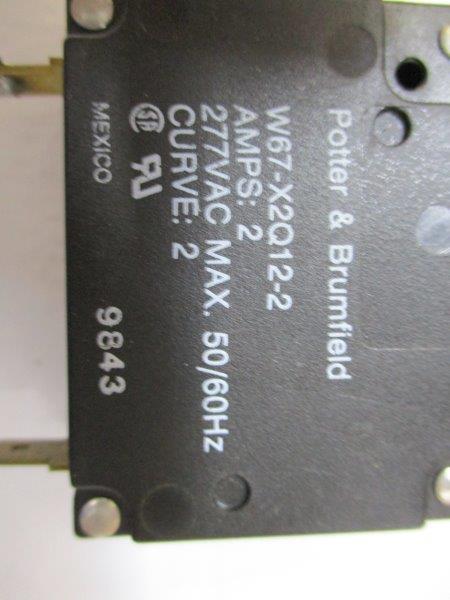 Potter & Brumfield
W67-X2Q12-2
AMPS: 2
277VAC MAX, 50/60Hz
CURVE: 2
MEXICO 9843